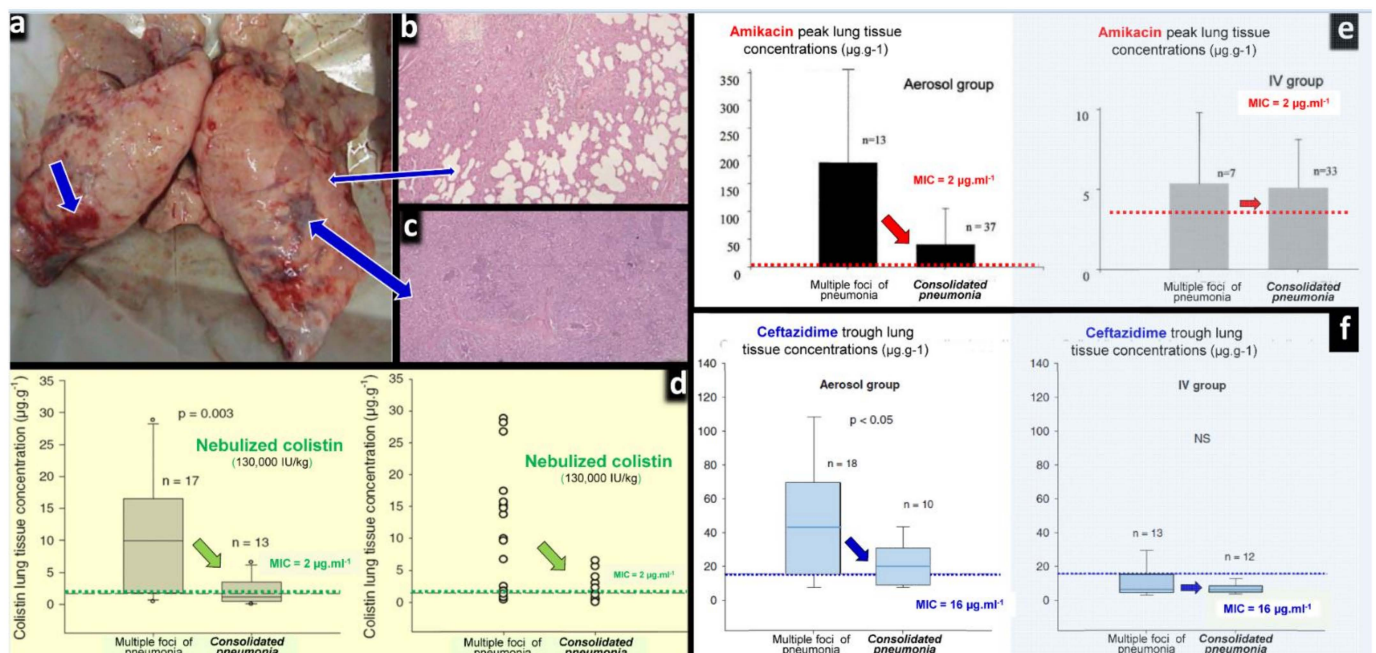 a
b
c
d
Colistin lung tissue concentration (µg.g-1)
35
30
25
20
15
10
5
0
p = 0.003
Nebulized colistin
(130,000 IU/kg)
n = 17
n = 13
MIC = 2 µg.ml-1
Multiple foci of
pneumonia
Consolidated
pneumonia
Colistin lung tissue concentration (µg.g-1)
35
30
25
20
15
10
5
0
Nebulized colistin
(130,000 IU/kg)
MIC = 2 µg.ml-1
Multiple foci of
pneumonia
Consolidated
pneumonia
e
Amikacin peak lung tissue
concentrations (µg.g-1)
350
300
250
200
150
100
50
0
Aerosol group
n=13
MIC = 2 µg.ml-1
n = 37
Multiple foci of
pneumonia
Consolidated
pneumonia
Amikacin peak lung tissue
concentrations (µg.g-1)
IV group
MIC = 2 µg.ml-1
10
5
0
n=7
n=33
Multiple foci of
pneumonia
Consolidated
pneumonia
f
Ceftazidime trough lung
tissue concentrations (µg.g-1)
140
120
100
80
60
40
20
0
Aerosol group
p < 0.05
n = 18
n = 10
MIC = 16 µg.ml-1
Multiple foci of
pneumonia
Consolidated
pneumonia
Ceftazidime trough lung
tissue concentrations (µg.g-1)
140
120
100
80
60
40
20
0
IV group
NS
n = 13
n = 12
MIC = 16 µg.ml-1
Multiple foci of
pneumonia
Consolidated
pneumonia